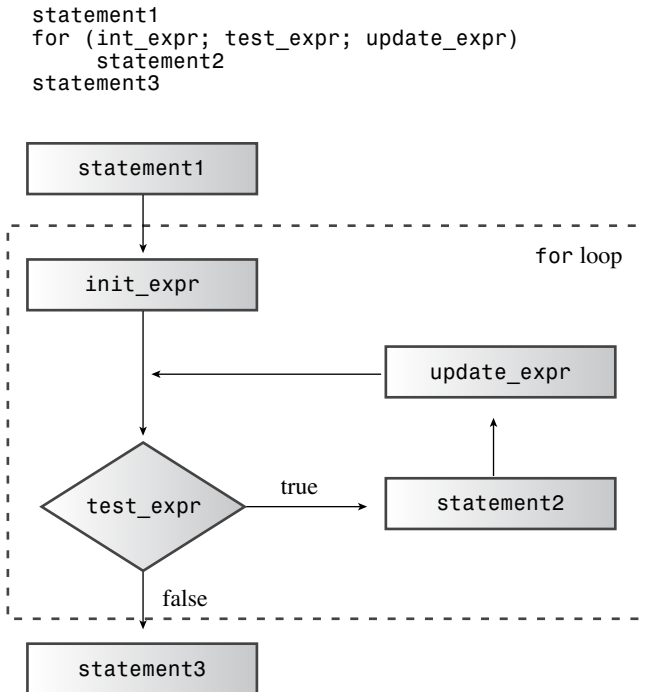 statement1
for (int_expr; test_expr; update_expr)
statement2
statement3
statement1
for loop
init_expr
update_expr
test_expr
true
statement2
false
statement3